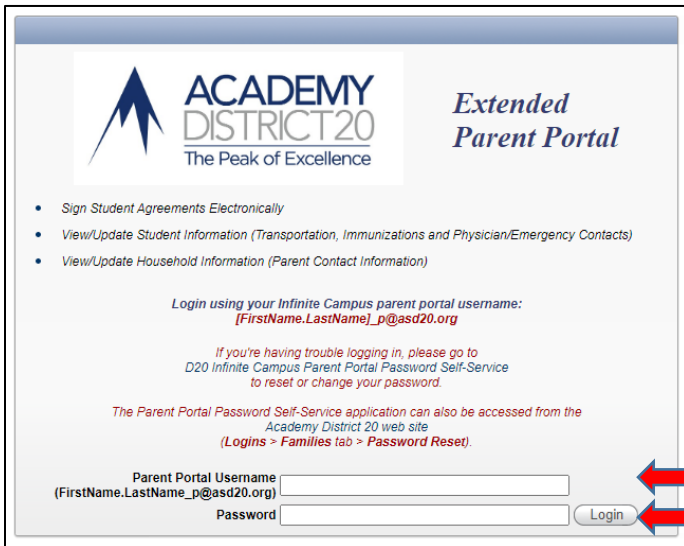 ACADEMY
DISTRICT20
The Peak of Excellence
Extended
Parent Portal
• Sign Student Agreements Electronically
• View/Update Student Information (Transportation, Immunizations and Physician/Emergency Contacts)
• View/Update Household Information (Parent Contact Information)
Login using your Infinite Campus parent portal username:
[FirstName.LastName]_p@asd20.org
If you're having trouble logging in, please go to
D20 Infinite Campus Parent Portal Password Self-Service
to reset or change your password.
The Parent Portal Password Self-Service application can also be accessed from the
Academy District 20 web site
(Logins > Families tab > Password Reset).
Parent Portal Username
(FirstName.LastName_p@asd20.org)
Password
Login